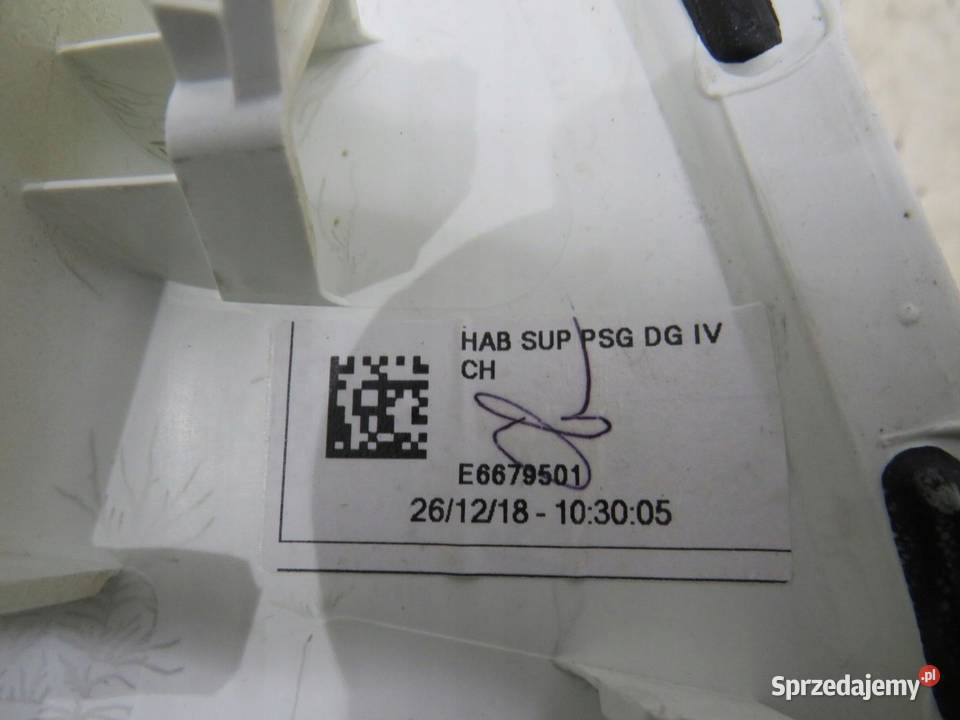 HAB SUP PSG DG IV
CH
E6679501
26/12/18 - 10:30:05
Sprzedajemy.pl